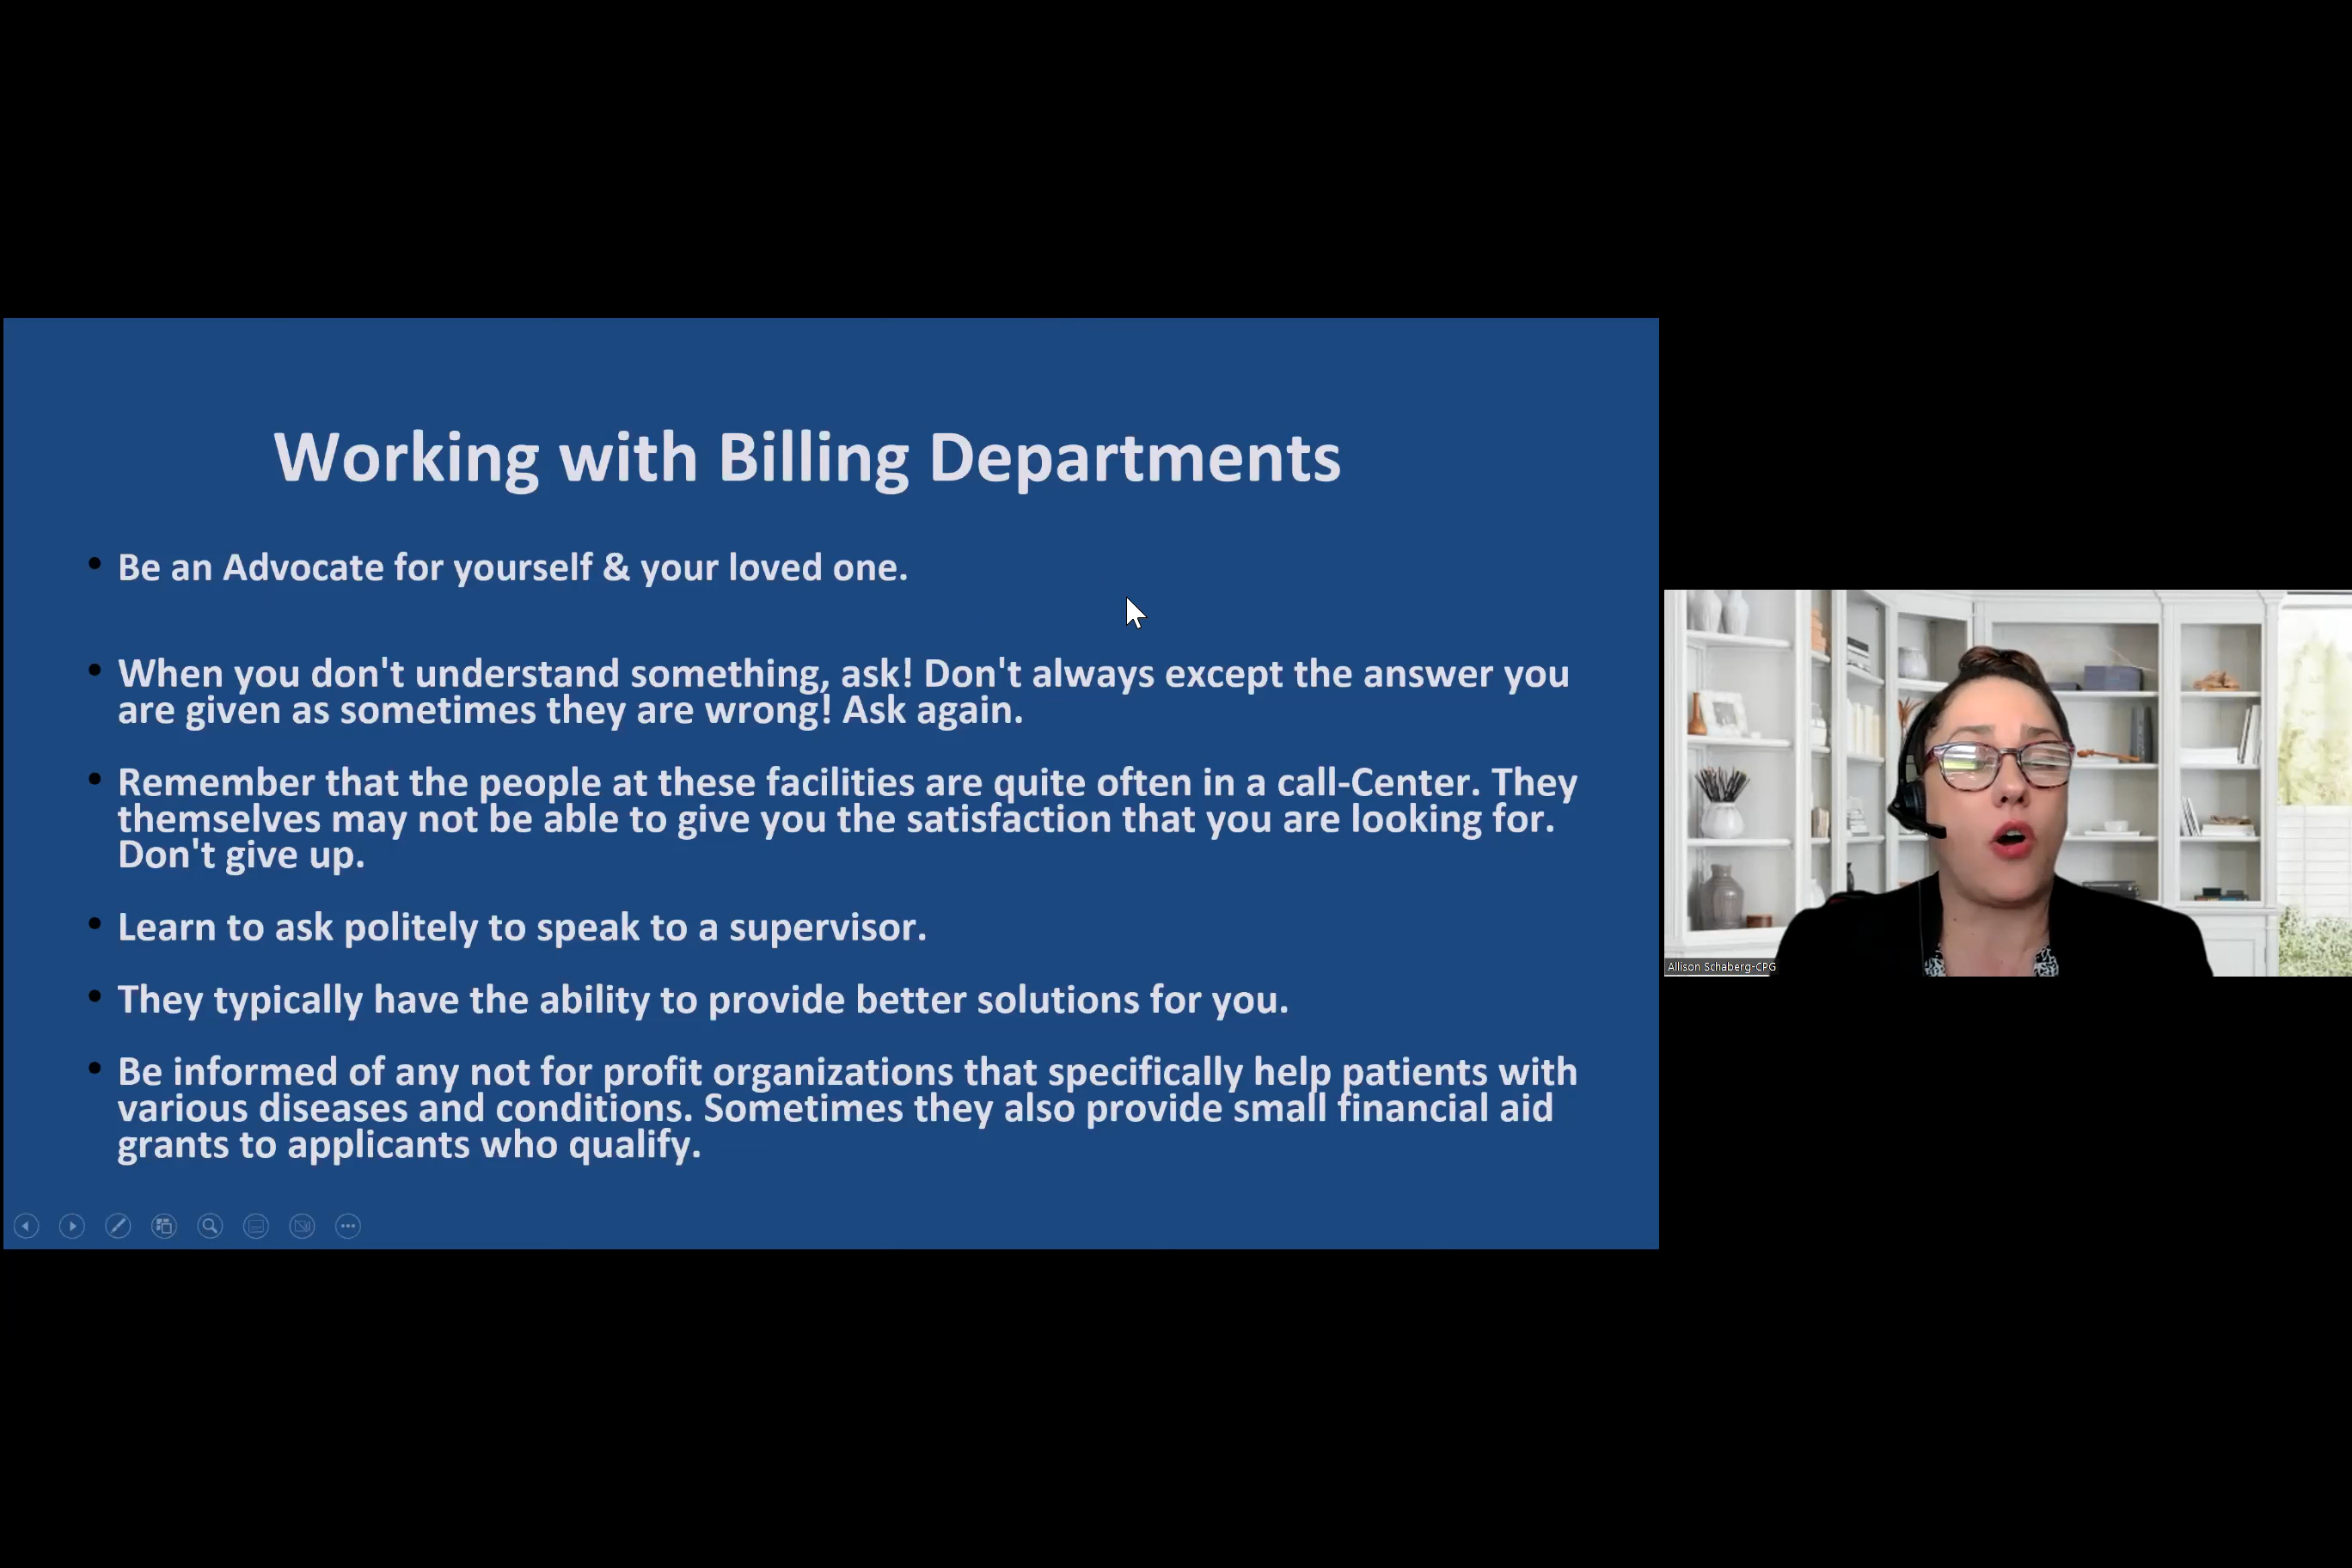 Working with Billing Departments
• Be an Advocate for yourself & your loved one.
• When you don't understand something, ask! Don't always except the answer you
are given as sometimes they are wrong! Ask again.
• Remember that the people at these facilities are quite often in a call-Center. They
themselves may not be able to give you the satisfaction that you are looking for.
Don't give up.
• Learn to ask politely to speak to a supervisor.
• They typically have the ability to provide better solutions for you.
• Be informed of any not for profit organizations that specifically help patients with
various diseases and conditions. Sometimes they also provide small financial aid
grants to applicants who qualify.
Allison Schaberg-CPG